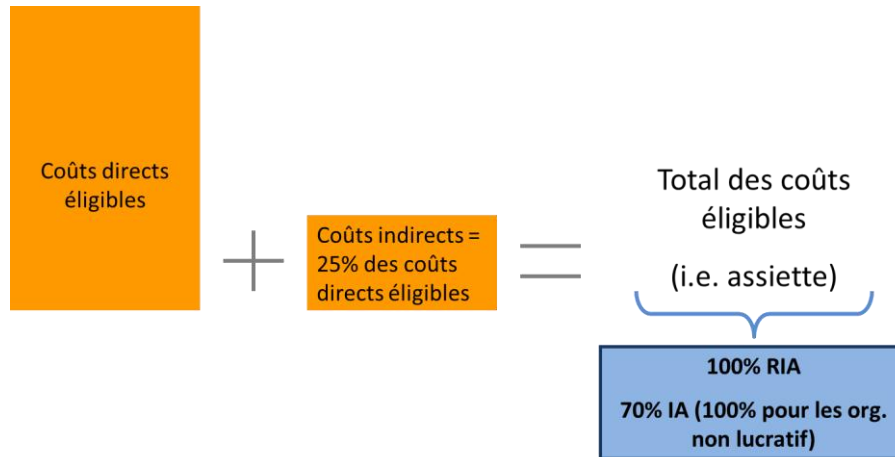 Coûts directs
éligibles
+
Coûts indirects =
25% des coûts
directs éligibles
=
Total des coûts
éligibles
(i.e. assiette)
100% RIA
70% IA (100% pour les org.
non lucratif)